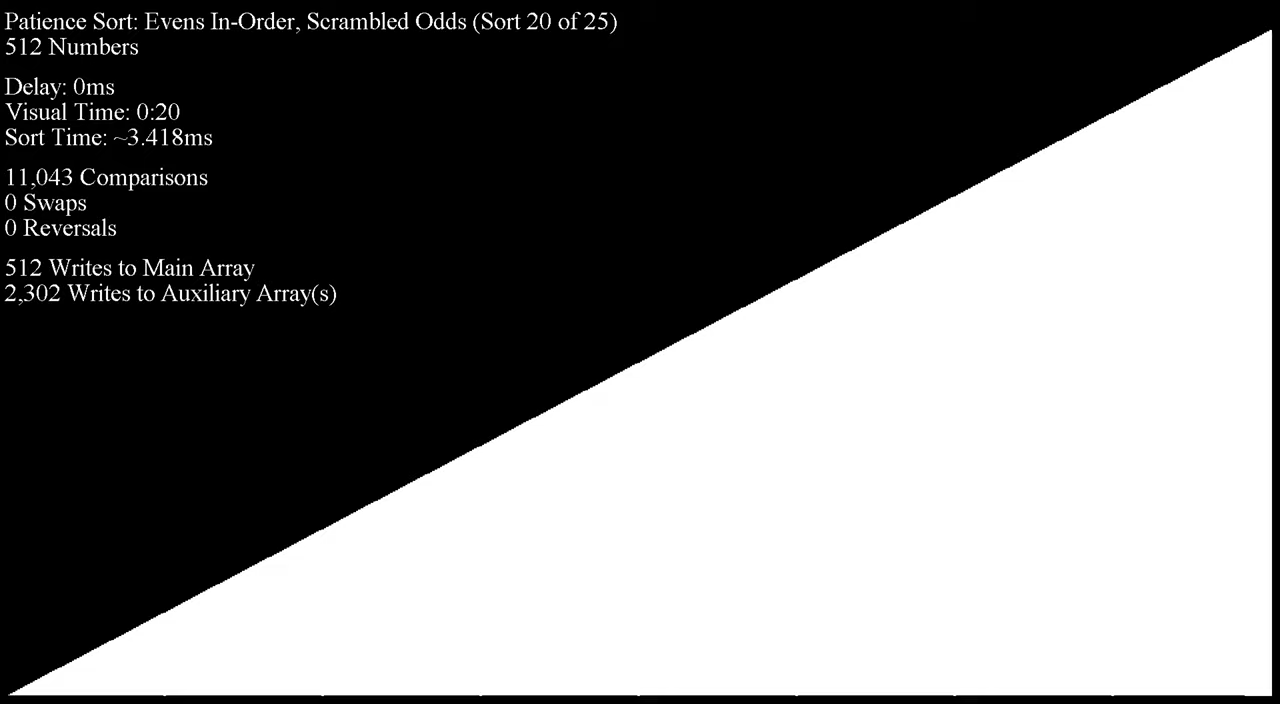 Patience Sort: Evens In-Order, Scrambled Odds (Sort 20 of 25)
512 Numbers
Delay: 0ms
Visual Time: 0:20
Sort Time: ~3.418ms
11,043 Comparisons
0 Swaps
0 Reversals
512 Writes to Main Array
2,302 Writes to Auxiliary Array(s)